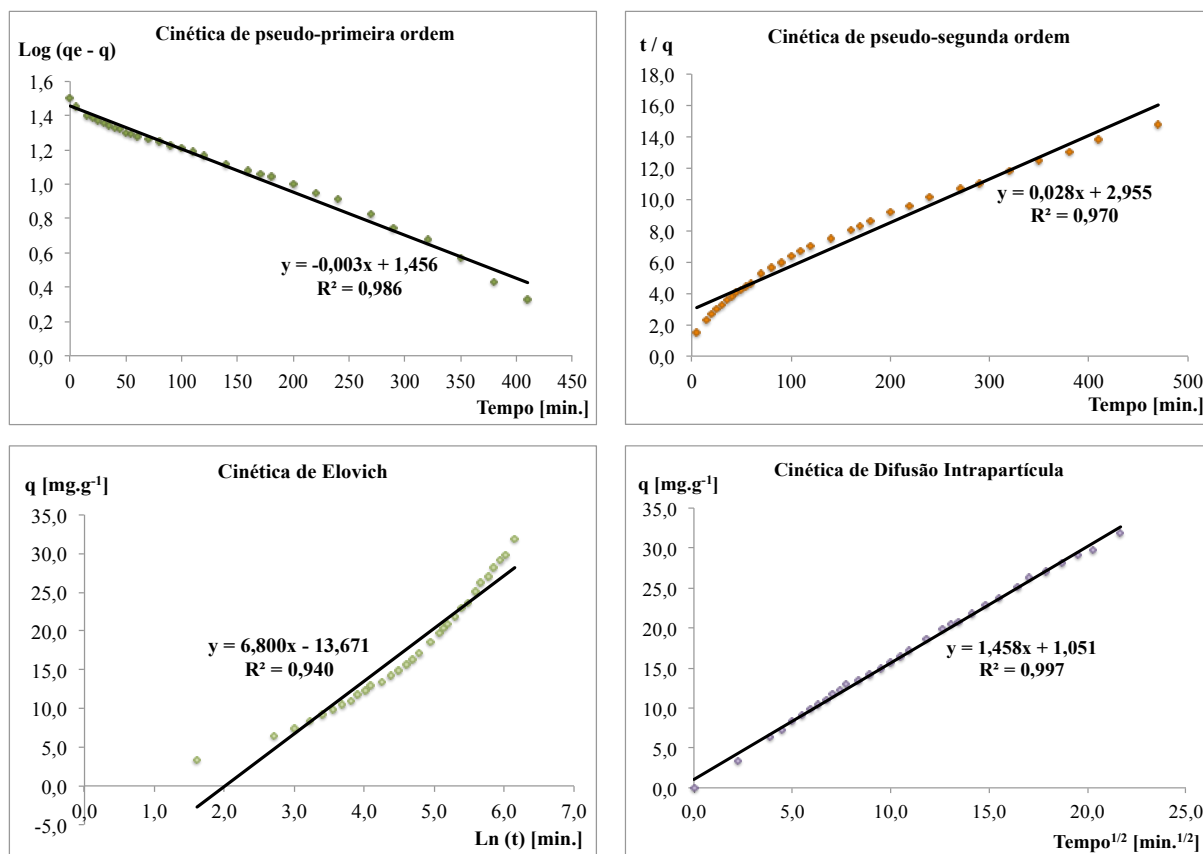 Cinética de pseudo-primeira ordem
Log (qe - q)
1,6
1,4
1,2
1,0
0,8
0,6
0,4
0,2
0,0
y = -0,003x + 1,456
R² = 0,986
0 50 100 150 200 250 300 350 400 450
Tempo [min.]
Cinética de pseudo-segunda ordem
t / q
18,0
16,0
14,0
12,0
10,0
8,0
6,0
4,0
2,0
0,0
y = 0,028x + 2,955
R² = 0,970
0 100 200 300 400 500
Tempo [min.]
Cinética de Elovich
q [mg.g⁻¹]
35,0
30,0
25,0
20,0
15,0
10,0
5,0
0,0
-5,0
y = 6,800x - 13,671
R² = 0,940
0,0 1,0 2,0 3,0 4,0 5,0 6,0 7,0
Ln (t) [min.]
Cinética de Difusão Intrapartícula
q [mg.g⁻¹]
35,0
30,0
25,0
20,0
15,0
10,0
5,0
0,0
y = 1,458x + 1,051
R² = 0,997
0,0 5,0 10,0 15,0 20,0 25,0
Tempo¹ᐟ² [min.¹ᐟ²]